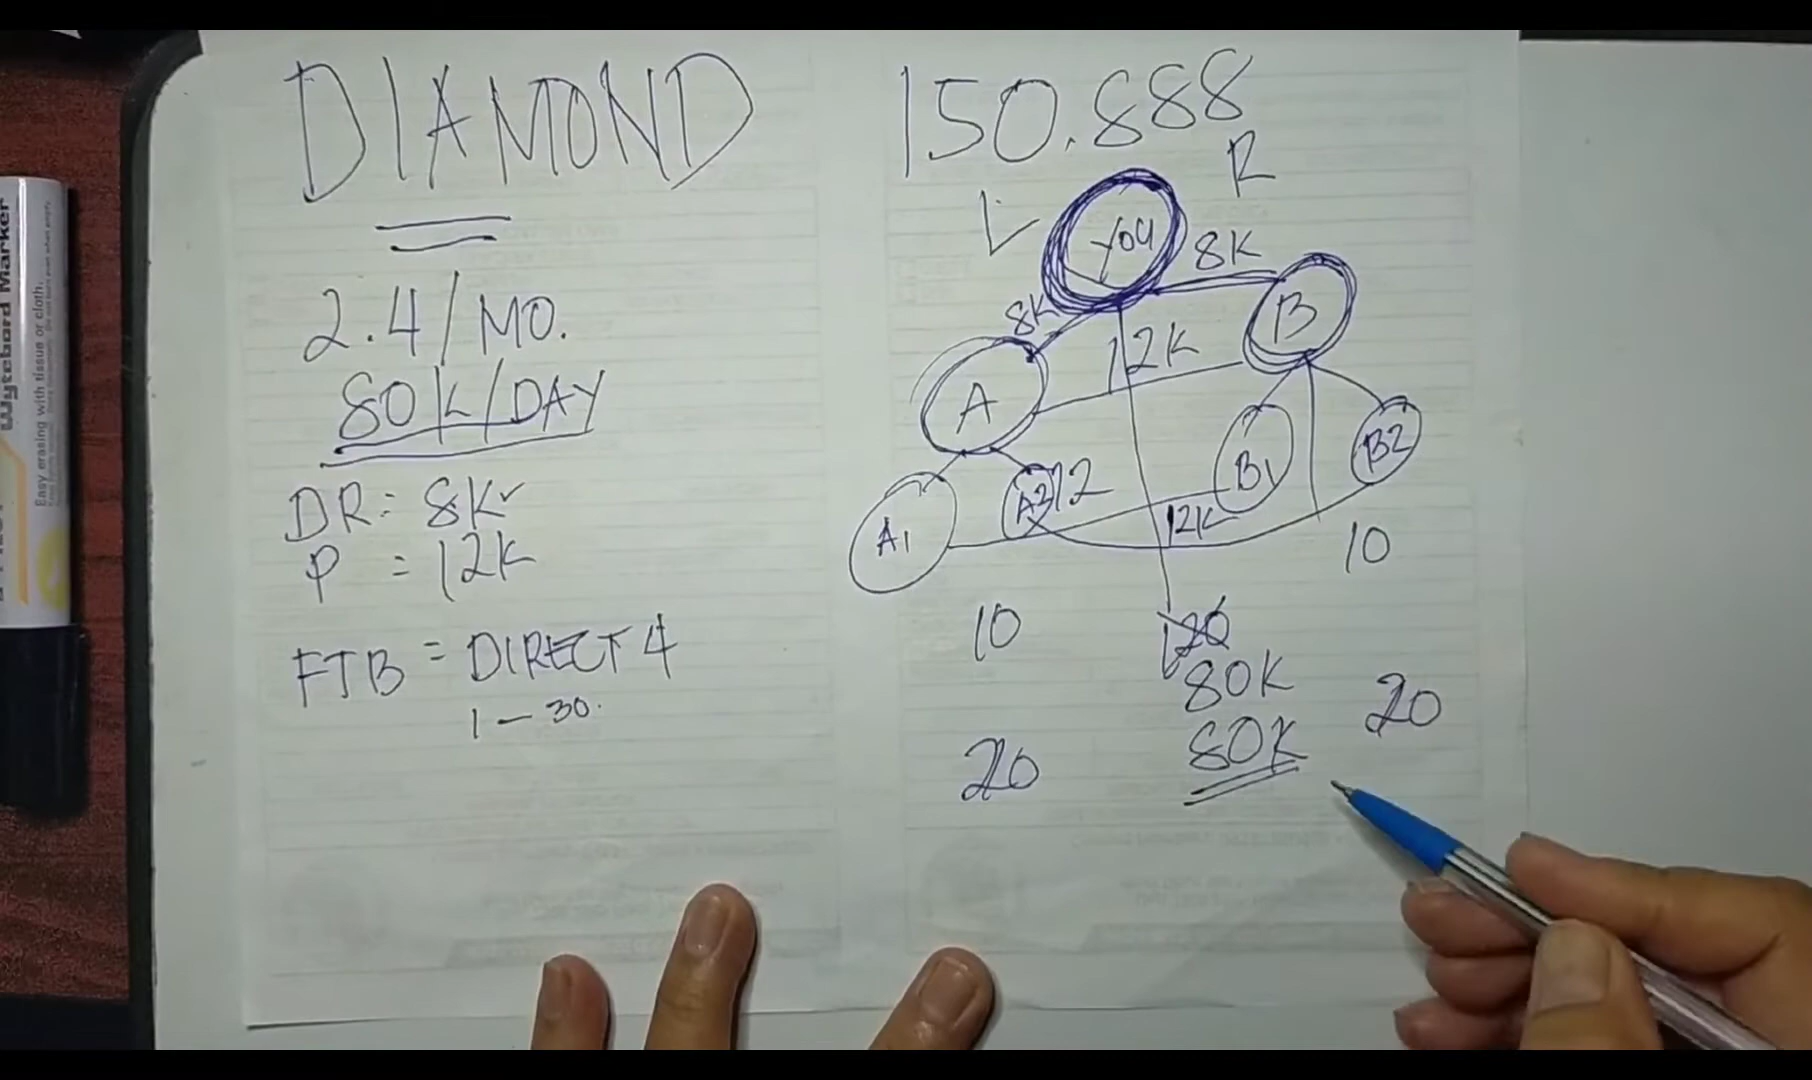 DIAMOND
2.4/MO.
80K/DAY
DR: 8K
P = 12K
FTB = DIRECT 4
1 - 30.
150.888
L
R
YOU
8K
8K
12K
A
B
A1
A2
12
B1
B2
12K
10
10
120
80K
80K
20
20
Wytebord Marker
Easy erasing with tissue or cloth.